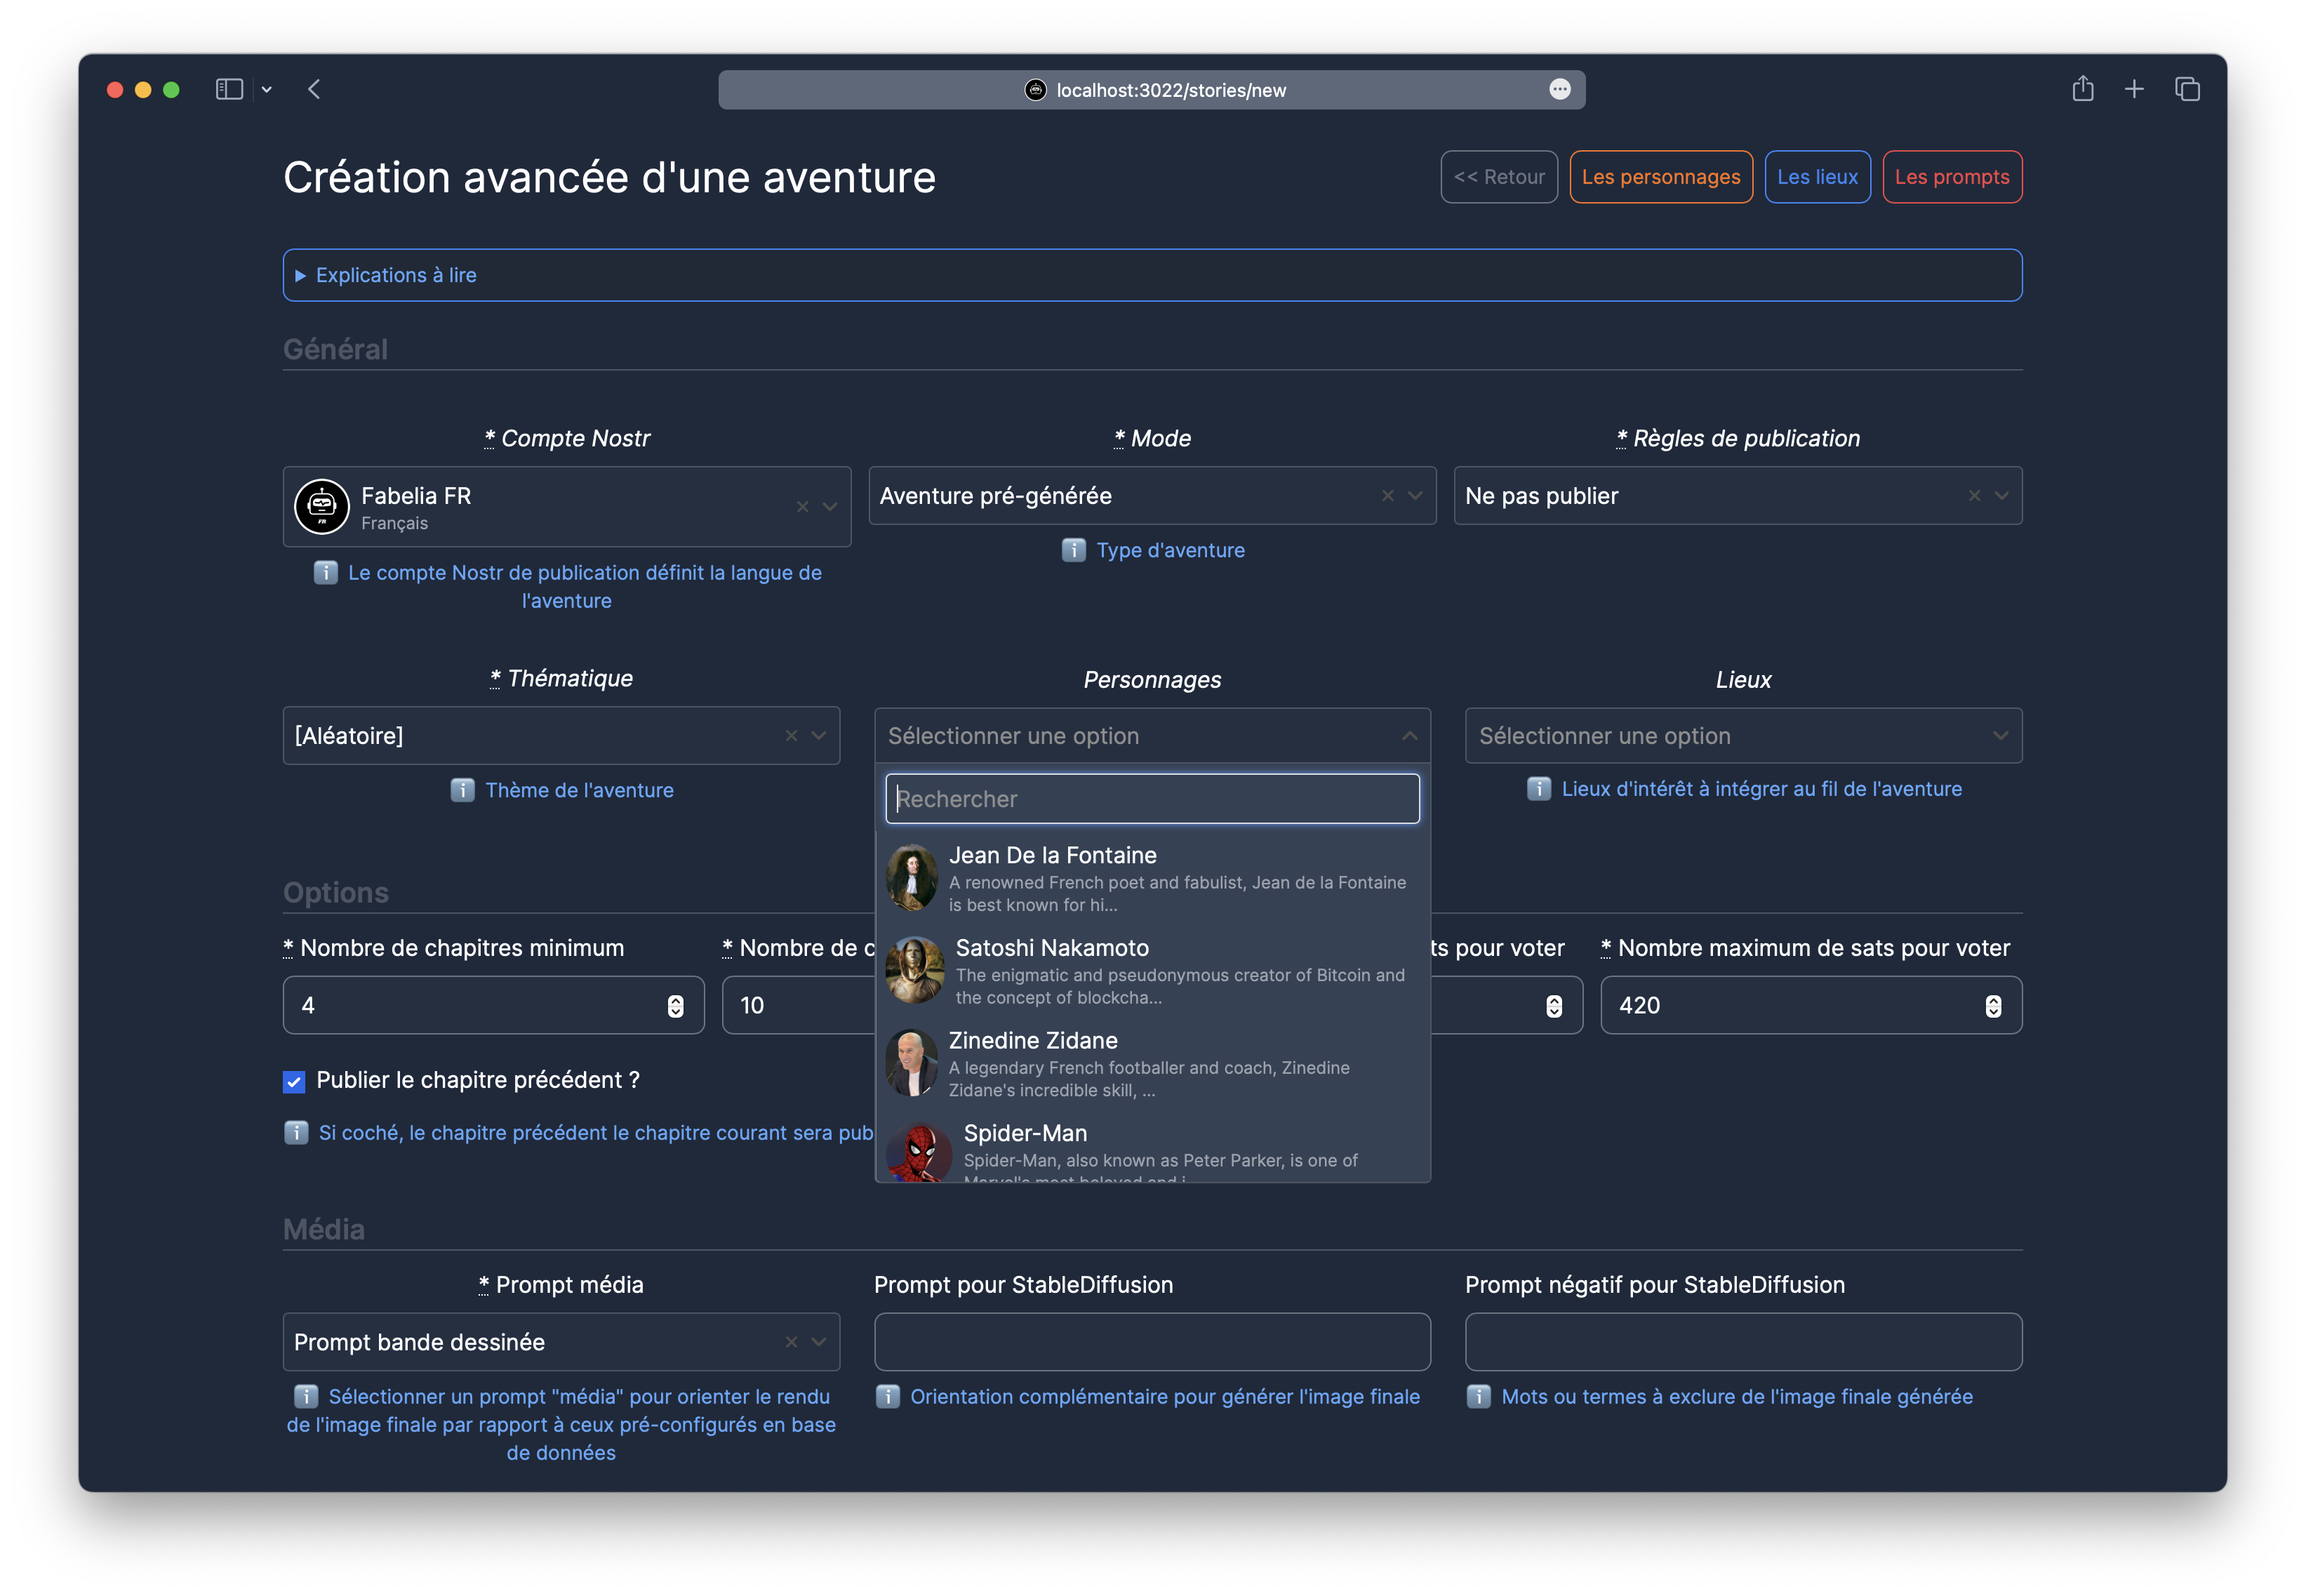 localhost:3022/stories/new
Création avancée d'une aventure
<< Retour
Les personnages
Les lieux
Les prompts
Explications à lire
Général
* Compte Nostr
* Mode
* Règles de publication
Fabelia FR
Français
FR
Aventure pré-générée
Ne pas publier
Le compte Nostr de publication définit la langue de
l'aventure
Type d'aventure
* Thématique
Personnages
Lieux
[Aléatoire]
Sélectionner une option
Sélectionner une option
Thème de l'aventure
Lieux d'intérêt à intégrer au fil de l'aventure
Rechercher
Jean De la Fontaine
A renowned French poet and fabulist, Jean de la Fontaine
is best known for hi...
Satoshi Nakamoto
The enigmatic and pseudonymous creator of Bitcoin and
the concept of blockcha...
Zinedine Zidane
A legendary French footballer and coach, Zinedine
Zidane's incredible skill, ...
Spider-Man
Spider-Man, also known as Peter Parker, is one of
Marvel's most beloved and i...
Options
* Nombre de chapitres minimum
* Nombre de c
ts pour voter
* Nombre maximum de sats pour voter
4
10
420
Publier le chapitre précédent ?
Si coché, le chapitre précédent le chapitre courant sera pub
Média
* Prompt média
Prompt pour StableDiffusion
Prompt négatif pour StableDiffusion
Prompt bande dessinée
Sélectionner un prompt "média" pour orienter le rendu
de l'image finale par rapport à ceux pré-configurés en base
de données
Orientation complémentaire pour générer l'image finale
Mots ou termes à exclure de l'image finale générée